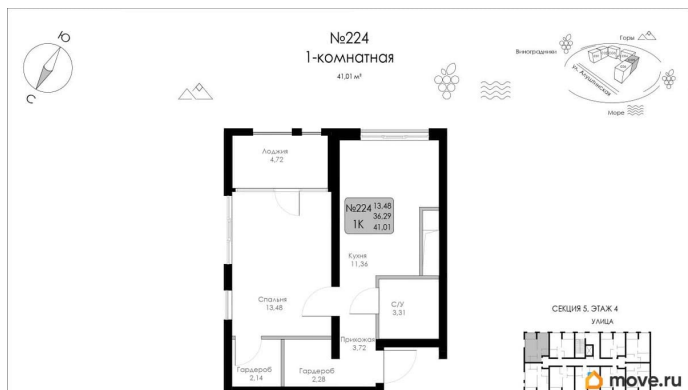 №224
1-комнатная
41,01 м²
Ю
С
Горы
Виноградники
ул. Алуштинская
Море
Лоджия
4,72
№224 13.48
36.29
1К 41,01
Кухня
11,36
Спальня
13,48
С/У
3,31
Прихожая
3,72
Гардероб
2,14
Гардероб
2,28
СЕКЦИЯ 5, ЭТАЖ 4
УЛИЦА
move.ru